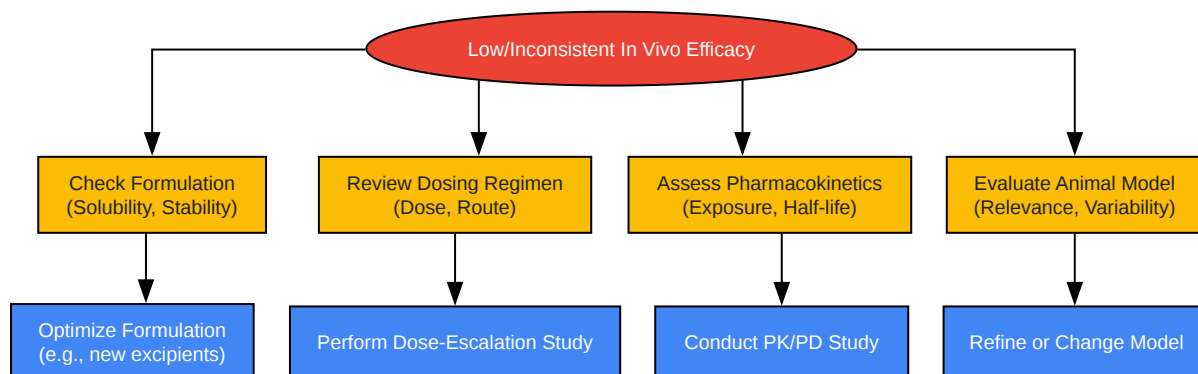 Low/Inconsistent In Vivo Efficacy
Check Formulation
(Solubility, Stability)
Review Dosing Regimen
(Dose, Route)
Assess Pharmacokinetics
(Exposure, Half-life)
Evaluate Animal Model
(Relevance, Variability)
Optimize Formulation
(e.g., new excipients)
Perform Dose-Escalation Study
Conduct PK/PD Study
Refine or Change Model